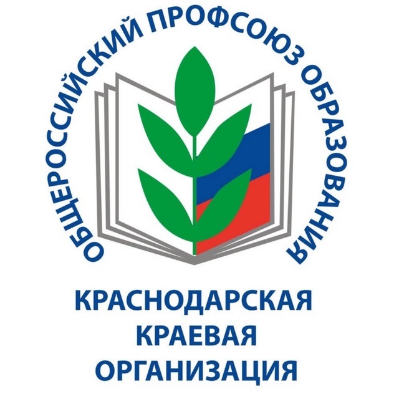 ОБЩЕРОССИЙСКИЙ ПРОФСОЮЗ ОБРАЗОВАНИЯ
КРАСНОДАРСКАЯ
КРАЕВАЯ
ОРГАНИЗАЦИЯ